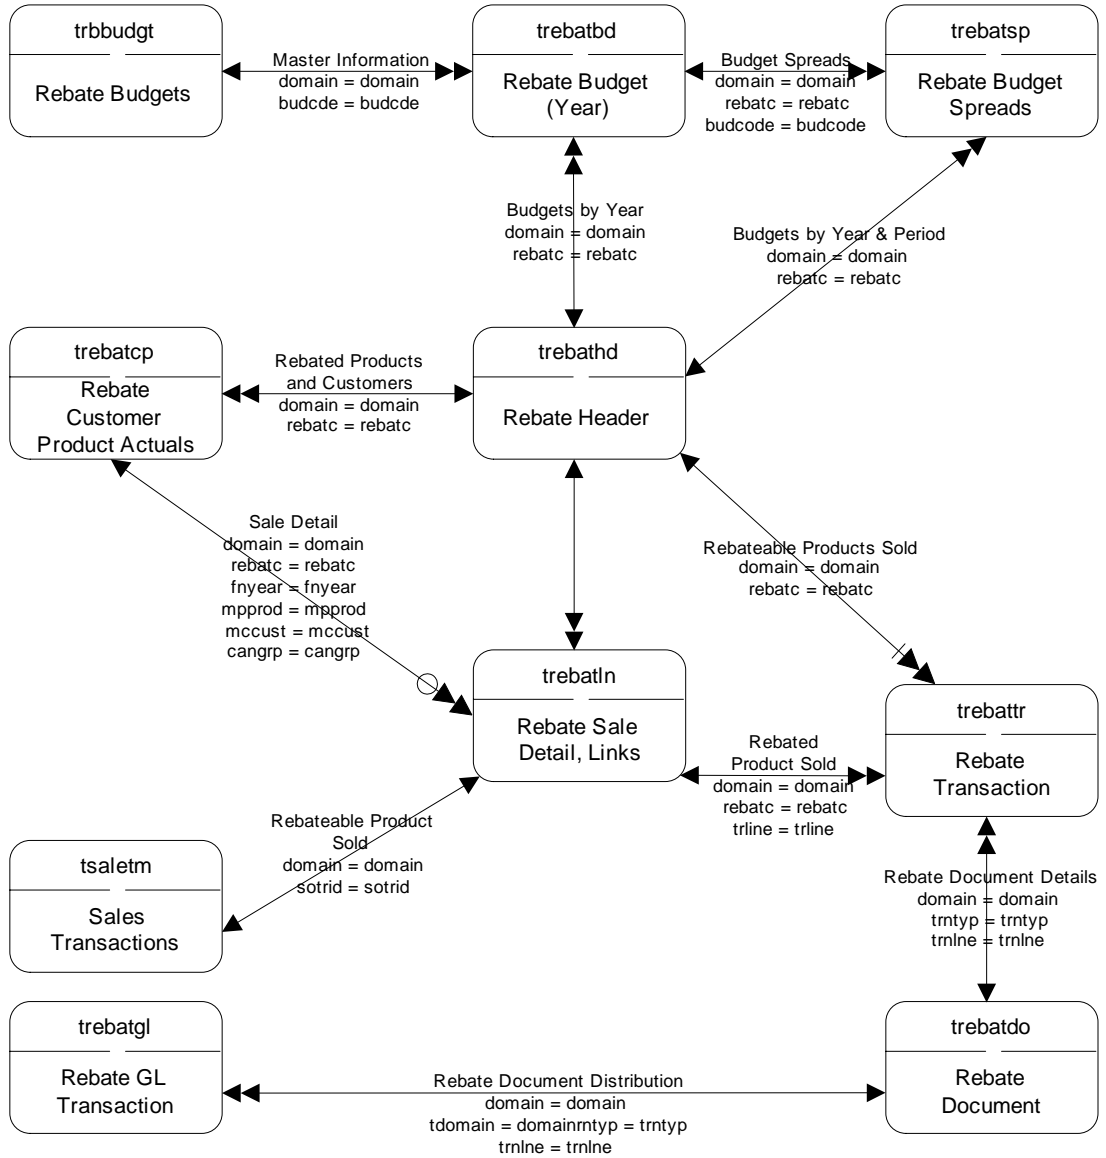 trbbudgt
Rebate Budgets
Master Information
domain = domain
budcde = budcde
trebatbd
Rebate Budget
(Year)
Budget Spreads
domain = domain
rebatc = rebatc
budcode = budcode
trebatsp
Rebate Budget
Spreads
Budgets by Year
domain = domain
rebatc = rebatc
Budgets by Year & Period
domain = domain
rebatc = rebatc
trebatcp
Rebate
Customer
Product Actuals
Rebated Products
and Customers
domain = domain
rebatc = rebatc
trebathd
Rebate Header
Sale Detail
domain = domain
rebatc = rebatc
fnyear = fnyear
mpprod = mpprod
mccust = mccust
cangrp = cangrp
Rebateable Products Sold
domain = domain
rebatc = rebatc
trebatln
Rebate Sale
Detail, Links
Rebated
Product Sold
domain = domain
rebatc = rebatc
trline = trline
trebattr
Rebate
Transaction
Rebateable Product
Sold
domain = domain
sotrid = sotrid
tsaletrn
Sales
Transactions
Rebate Document Details
domain = domain
trntyp = trntyp
trnlne = trnlne
trebatgl
Rebate GL
Transaction
Rebate Document Distribution
domain = domain
tdomain = domainrntyp = trntyp
trnlne = trnlne
trebatdo
Rebate
Document